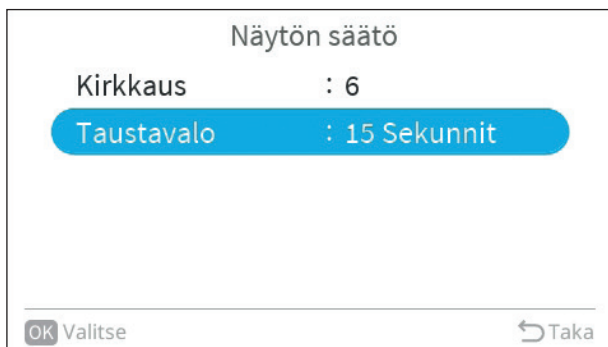 Näytön säätö
Kirkkaus : 6
Taustavalo : 15 Sekunnit
OK Valitse Taka